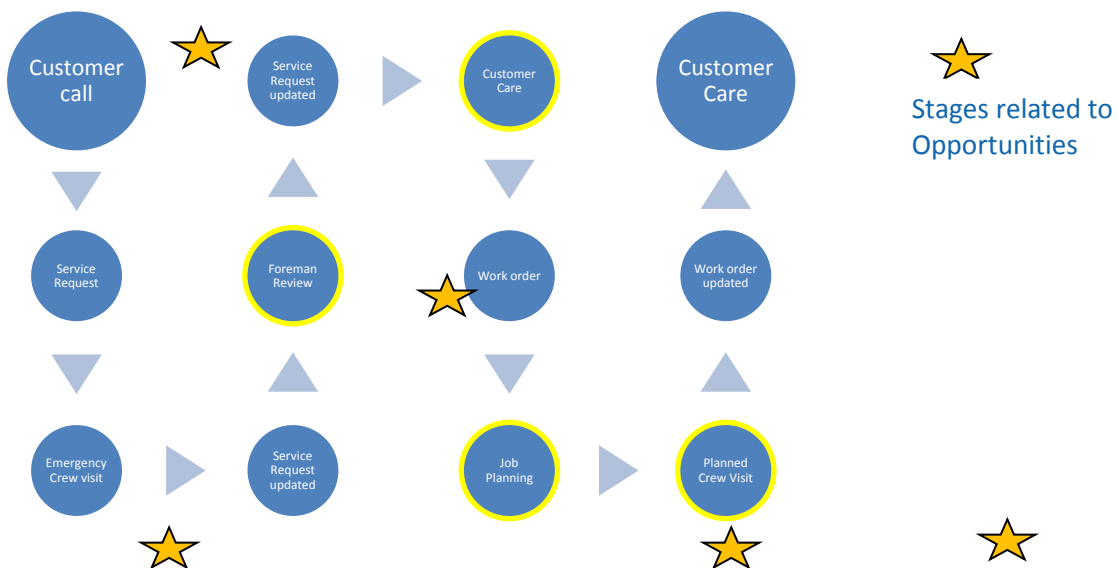 Customer
call
Service
Request
updated
Customer
Care
Customer
Care
Stages related to
Opportunities
Service
Request
Foreman
Review
Work order
Work order
updated
Emergency
Crew visit
Service
Request
updated
Job
Planning
Planned
Crew Visit